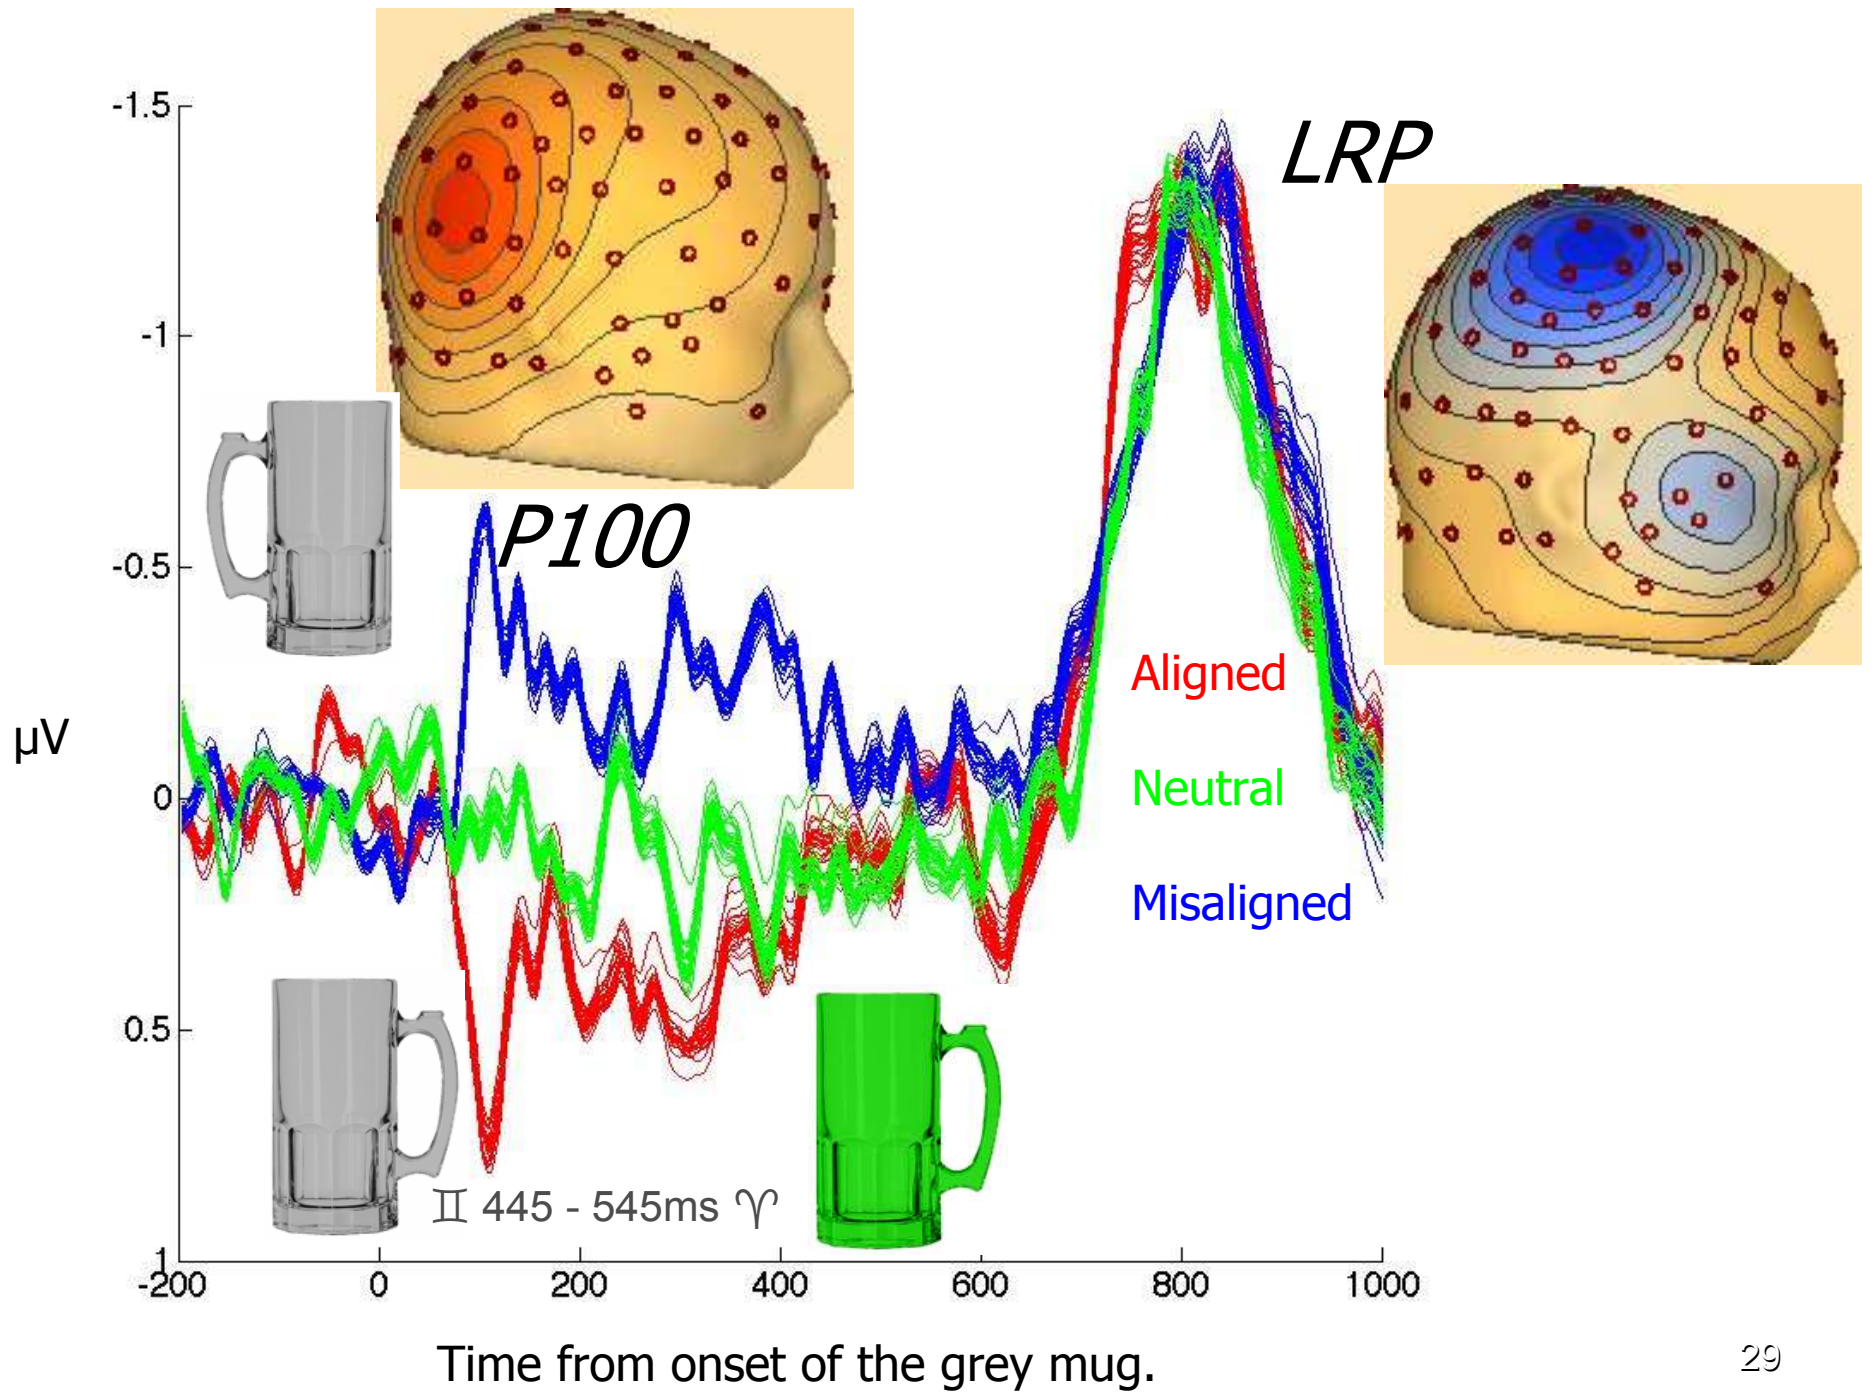 -1.5
LRP
-1
P100
-0.5
Aligned
µV
0
Neutral
Misaligned
0.5
♊ 445 - 545ms ♈
1
-200 0 200 400 600 800 1000
Time from onset of the grey mug.
29